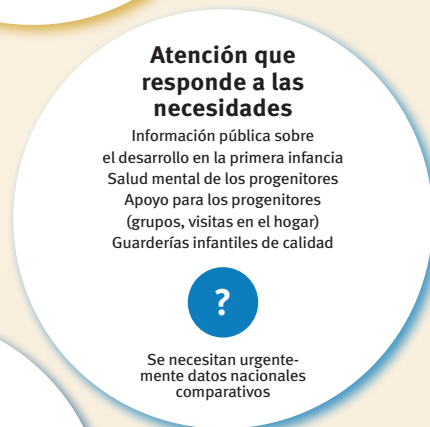 Atención que
responde a las
necesidades
Información pública sobre
el desarrollo en la primera infancia
Salud mental de los progenitores
Apoyo para los progenitores
(grupos, visitas en el hogar)
Guarderías infantiles de calidad
?
Se necesitan urgente-
mente datos nacionales
comparativos